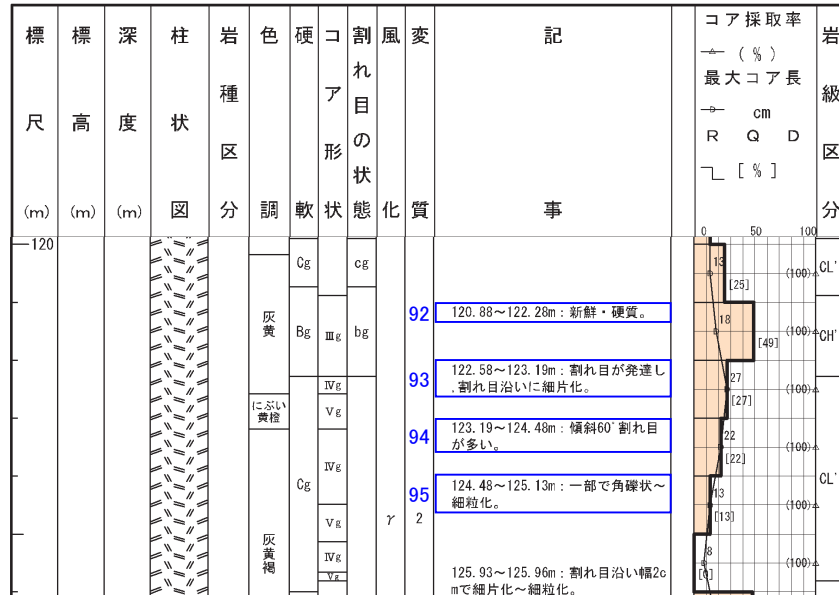 標尺(m)
標高(m)
深度(m)
柱状図
岩種区分
色調
硬軟
コア形状
割れ目の状態
風化
変質
記事
コア採取率
(%)
最大コア長
cm
R Q D
[%]
岩級区分
0 50 100
120
Cg
cg
13
(100)
CL'
[25]
92
120.88～122.28m：新鮮・硬質。
灰黄
Bg
Ⅲg
bg
18
(100)
CH'
[49]
93
122.58～123.19m：割れ目が発達し
,割れ目沿いに細片化。
Ⅳg
27
(100)
[27]
にぶい
黄橙
Ⅴg
94
123.19～124.48m：傾斜60°割れ目
が多い。
22
(100)
[22]
Ⅳg
Cg
CL'
95
124.48～125.13m：一部で角礫状～
細粒化。
13
(100)
[13]
Ⅴg
γ
2
灰黄褐
Ⅳg
8
(100)
Ⅴg
125.93～125.96m：割れ目沿い幅2c
mで細片化～細粒化。
[0]